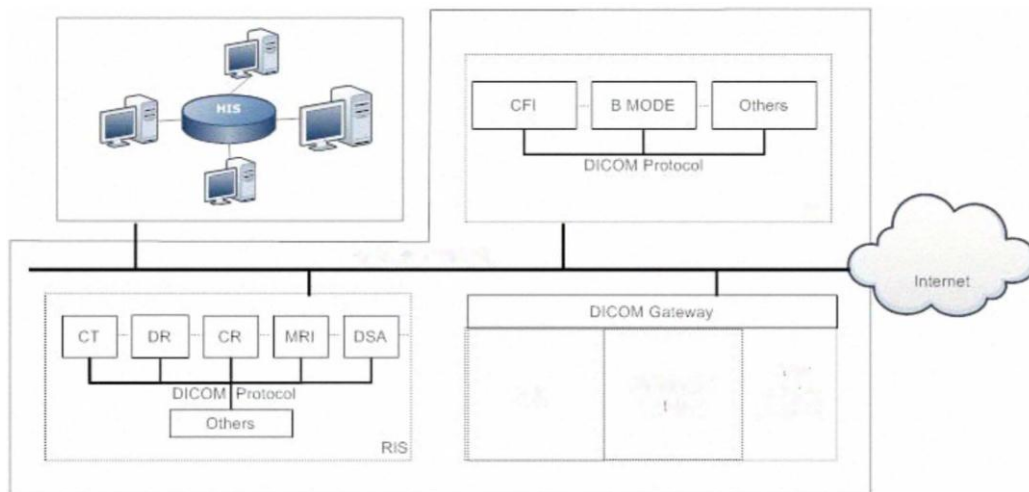 HIS
CFI B MODE Others
DICOM Protocol
Internet
DICOM Gateway
CT DR CR MRI DSA
DICOM Protocol
Others
RIS